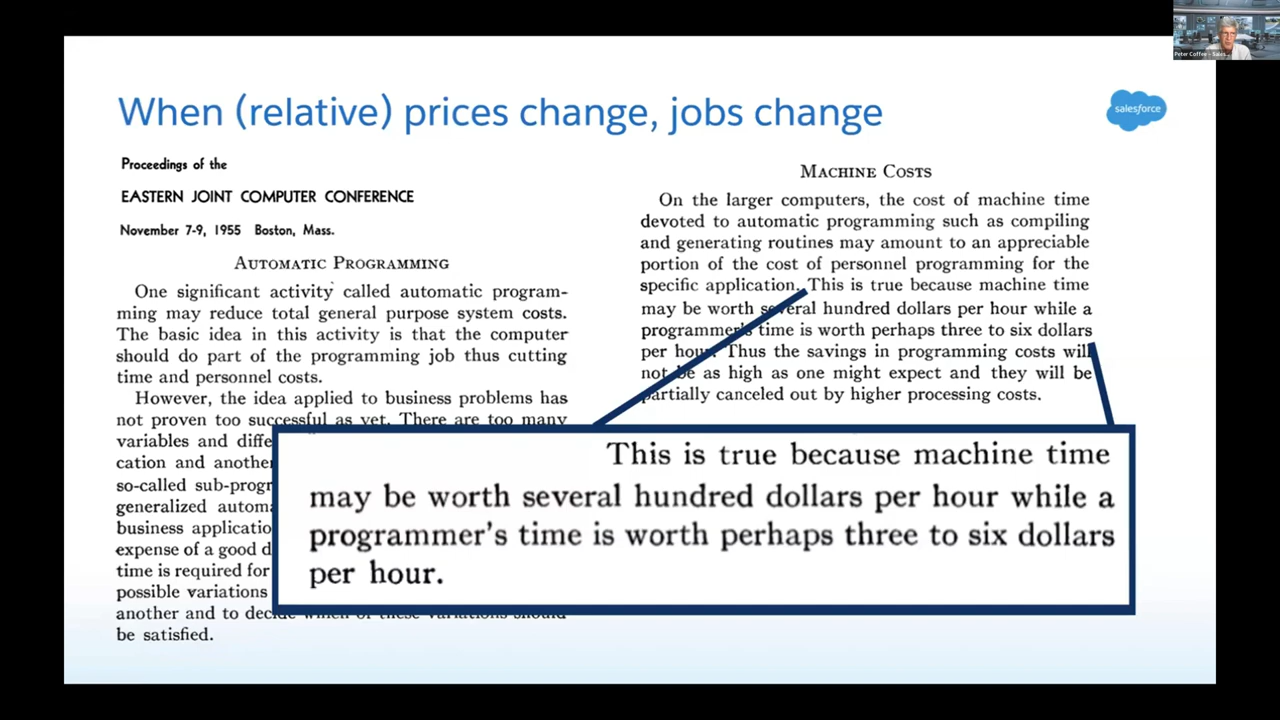 Peter Coffee - Sales...
When (relative) prices change, jobs change
salesforce
Proceedings of the
EASTERN JOINT COMPUTER CONFERENCE
November 7-9, 1955 Boston, Mass.
AUTOMATIC PROGRAMMING
One significant activity called automatic program-
ming may reduce total general purpose system costs.
The basic idea in this activity is that the computer
should do part of the programming job thus cutting
time and personnel costs.
However, the idea applied to business problems has
not proven too successful as yet. There are too many
variables and diffe
cation and another
so-called sub-progr
generalized autom
business applicatio
expense of a good d
time is required for
possible variations
another and to decide which of these variations should
be satisfied.
MACHINE COSTS
On the larger computers, the cost of machine time
devoted to automatic programming such as compiling
and generating routines may amount to an appreciable
portion of the cost of personnel programming for the
specific application. This is true because machine time
may be worth several hundred dollars per hour while a
programmer's time is worth perhaps three to six dollars
per hour. Thus the savings in programming costs will
not be as high as one might expect and they will be
partially canceled out by higher processing costs.
This is true because machine time
may be worth several hundred dollars per hour while a
programmer's time is worth perhaps three to six dollars
per hour.